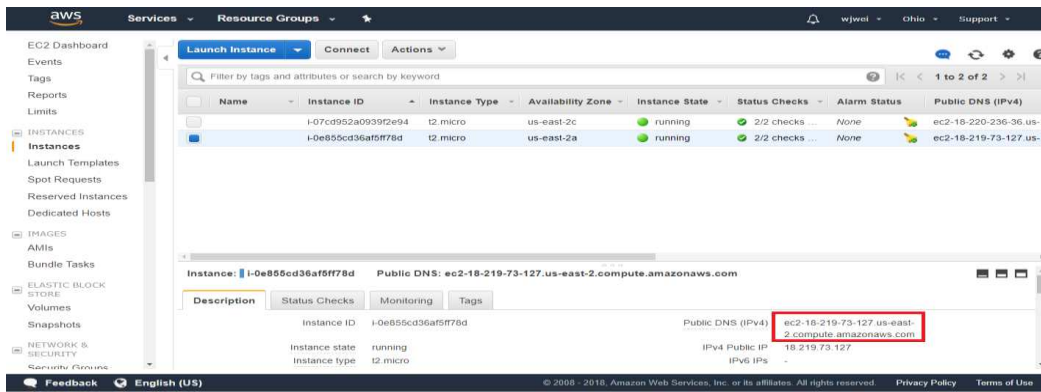 aws
Services
Resource Groups
wjwei
Ohio
Support
EC2 Dashboard
Events
Tags
Reports
Limits
INSTANCES
Instances
Launch Templates
Spot Requests
Reserved Instances
Dedicated Hosts
IMAGES
AMIs
Bundle Tasks
ELASTIC BLOCK
STORE
Volumes
Snapshots
NETWORK &
SECURITY
Security Groups
Launch Instance Connect Actions
Filter by tags and attributes or search by keyword
1 to 2 of 2
Name Instance ID Instance Type Availability Zone Instance State Status Checks Alarm Status Public DNS (IPv4)
i-07cd952a0939f2e94 t2.micro us-east-2c running 2/2 checks ... None ec2-18-220-236-36.us-
i-0e855cd36af5ff78d t2.micro us-east-2a running 2/2 checks ... None ec2-18-219-73-127.us-
Instance: i-0e855cd36af5ff78d Public DNS: ec2-18-219-73-127.us-east-2.compute.amazonaws.com
Description Status Checks Monitoring Tags
Instance ID i-0e855cd36af5ff78d
Instance state running
Instance type t2.micro
Public DNS (IPv4) ec2-18-219-73-127.us-east-
2.compute.amazonaws.com
IPv4 Public IP 18.219.73.127
IPv6 IPs -
Feedback English (US) © 2008 - 2018, Amazon Web Services, Inc. or its affiliates. All rights reserved. Privacy Policy Terms of Use